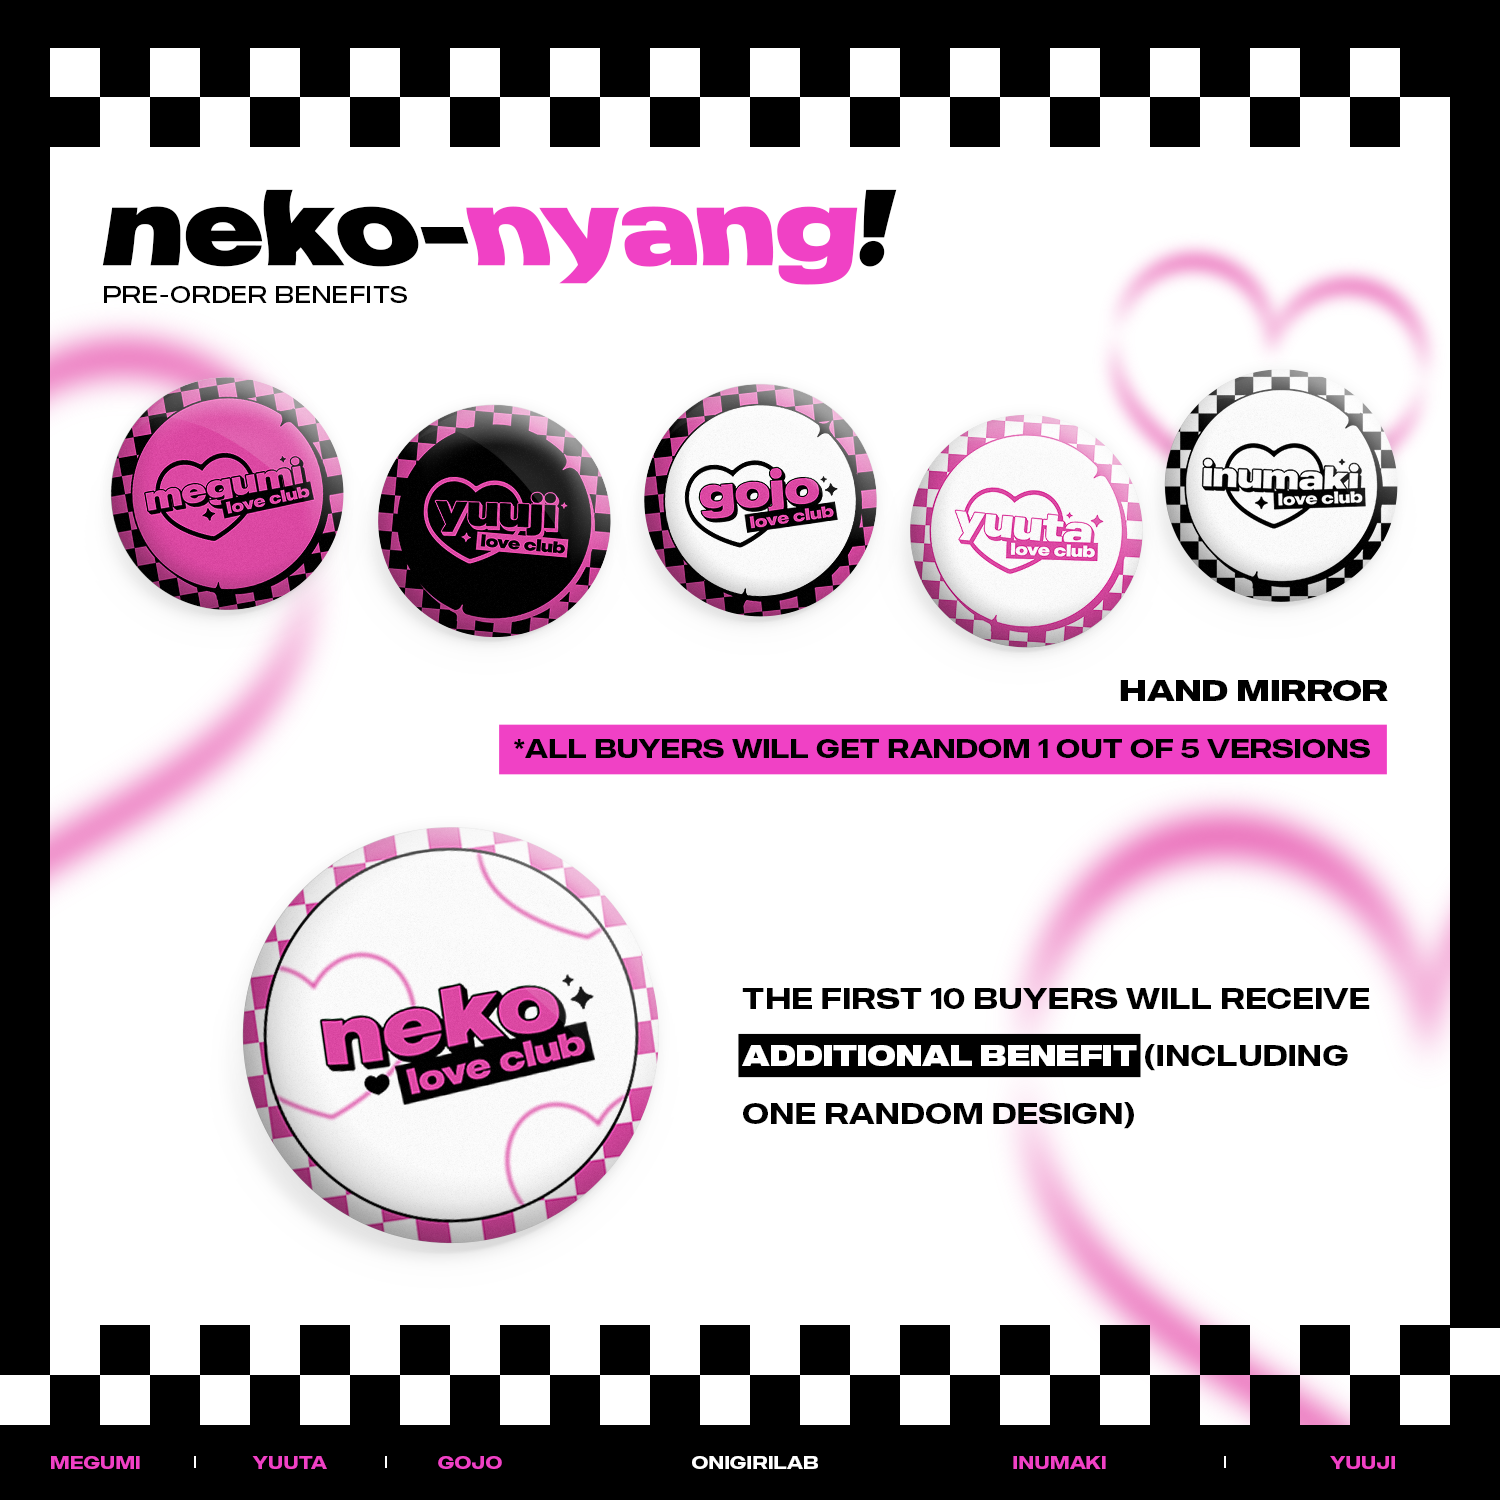 neko-nyang!
PRE-ORDER BENEFITS
megumi
love club
yuuji
love club
gojo
love club
yuuta
love club
inumaki
love club
HAND MIRROR
*ALL BUYERS WILL GET RANDOM 1 OUT OF 5 VERSIONS
neko
love club
THE FIRST 10 BUYERS WILL RECEIVE
ADDITIONAL BENEFIT (INCLUDING
ONE RANDOM DESIGN)
MEGUMI | YUUTA | GOJO ONIGIRILAB INUMAKI | YUUJI